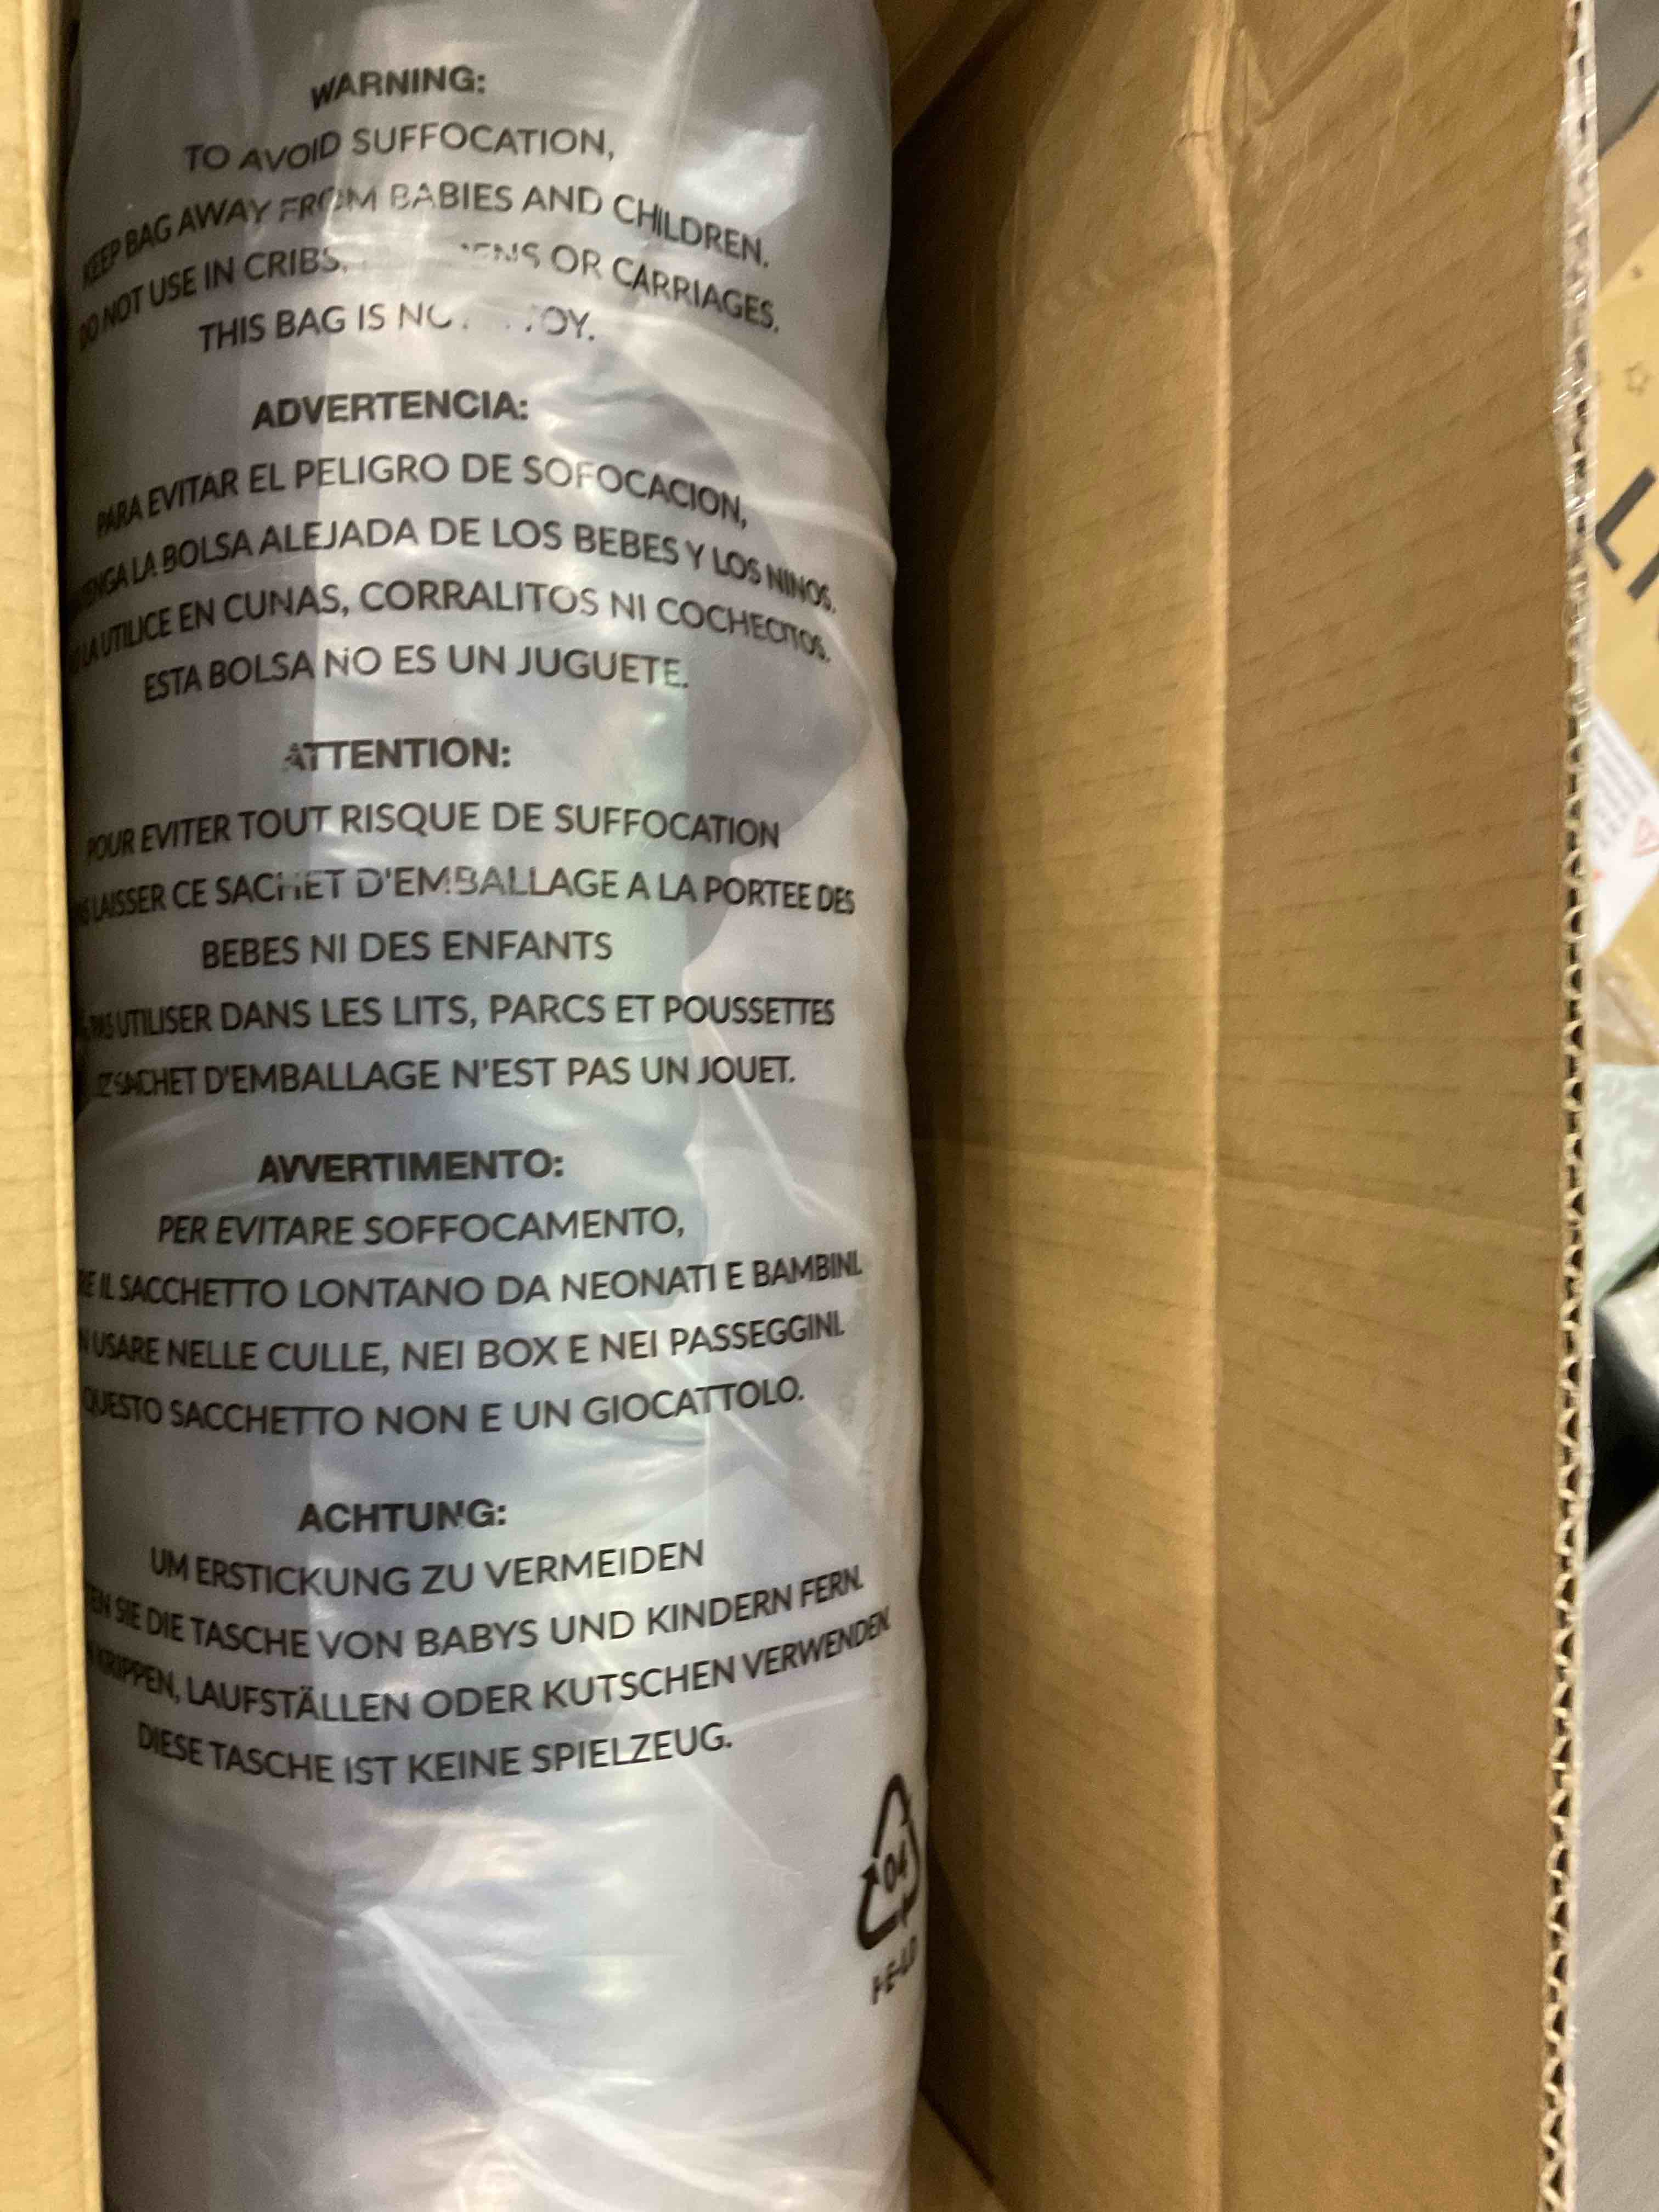 WARNING:
TO AVOID SUFFOCATION,
KEEP BAG AWAY FROM BABIES AND CHILDREN.
DO NOT USE IN CRIBS, OR CARRIAGES.
THIS BAG IS TOY.
ADVERTENCIA:
PARA EVITAR EL PELIGRO DE SOFOCACION,
LA BOLSA ALEJADA DE LOS BEBES Y LOS NINOS.
LA UTILICE EN CUNAS, CORRALITOS NI COCHECITOS.
ESTA BOLSA NO ES UN JUGUETE.
ATTENTION:
POUR EVITER TOUT RISQUE DE SUFFOCATION
LAISSER CE SACHET D'EMBALLAGE A LA PORTEE DES
BEBES NI DES ENFANTS
PAS UTILISER DANS LES LITS, PARCS ET POUSSETTES
SACHET D'EMBALLAGE N'EST PAS UN JOUET.
AVVERTIMENTO:
PER EVITARE SOFFOCAMENTO,
IL SACCHETTO LONTANO DA NEONATI E BAMBINI.
USARE NELLE CULLE, NEI BOX E NEI PASSEGGINI.
QUESTO SACCHETTO NON E UN GIOCATTOLO.
ACHTUNG:
UM ERSTICKUNG ZU VERMEIDEN
SIE DIE TASCHE VON BABYS UND KINDERN FERN.
KRIPPEN, LAUFSTÄLLEN ODER KUTSCHEN VERWENDEN.
DIESE TASCHE IST KEINE SPIELZEUG.
04